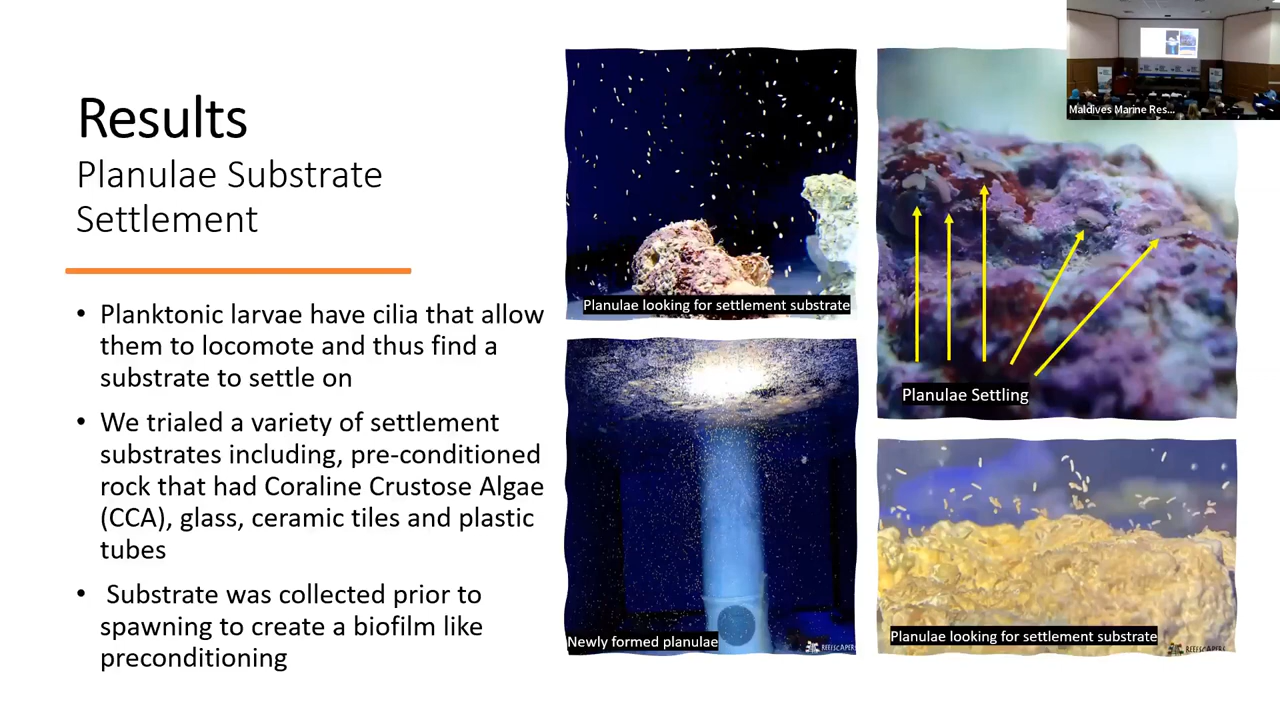 Results
Planulae Substrate
Settlement
• Planktonic larvae have cilia that allow
them to locomote and thus find a
substrate to settle on
• We trialed a variety of settlement
substrates including, pre-conditioned
rock that had Coraline Crustose Algae
(CCA), glass, ceramic tiles and plastic
tubes
• Substrate was collected prior to
spawning to create a biofilm like
preconditioning
Planulae looking for settlement substrate
Newly formed planulae
REEFSCAPERS
Maldives Marine Res...
Planulae Settling
Planulae looking for settlement substrate
REEFSCAPERS